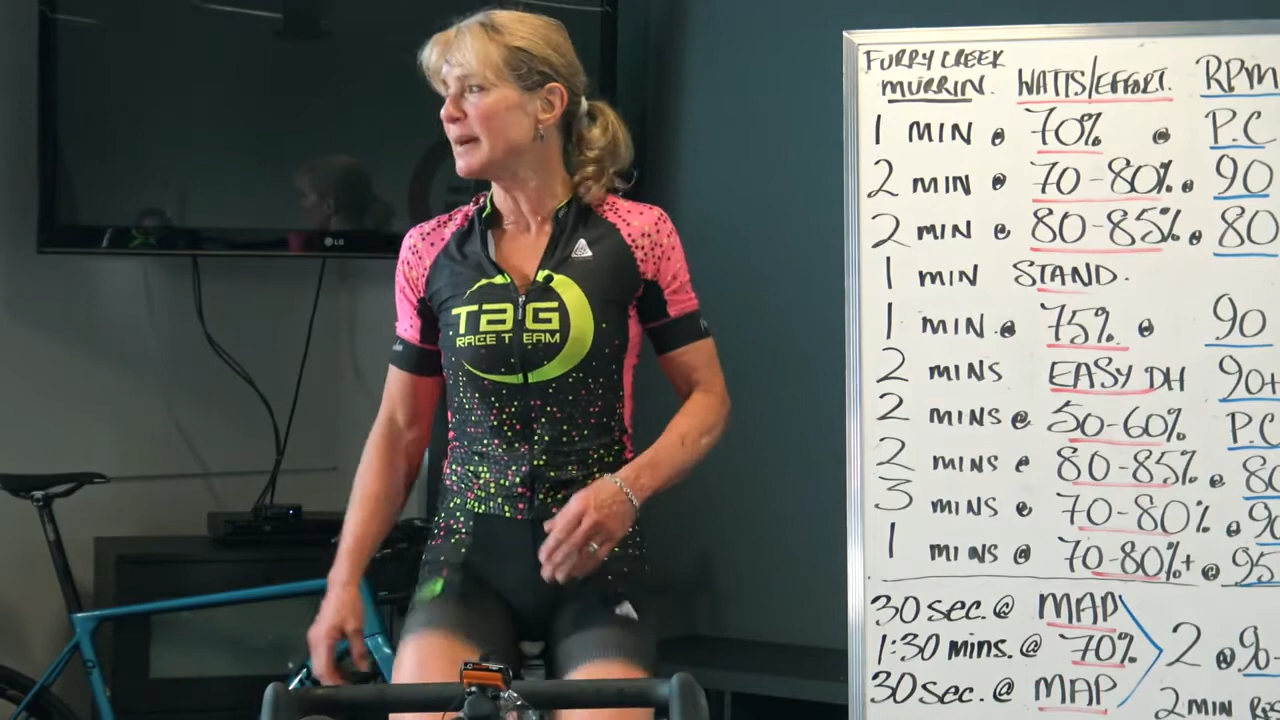 LG
TaG
RACE TEAM
FURRY CREEK
MURRIN. WATTS/EFFORT. RPM
1 MIN @ 70% @ P.C
2 MIN @ 70-80% @ 90
2 MIN @ 80-85% @ 80
1 MIN STAND.
1 MIN. @ 75% @ 90
2 MINS EASY DH 90+
2 MINS @ 50-60% P.C
2 MINS @ 80-85% @ 80
3 MINS @ 70-80% @ 90
1 MINS @ 70-80%+ @ 95
30 sec. @ MAP
1:30 mins. @ 70% 2 @
30 sec. @ MAP
2 MIN